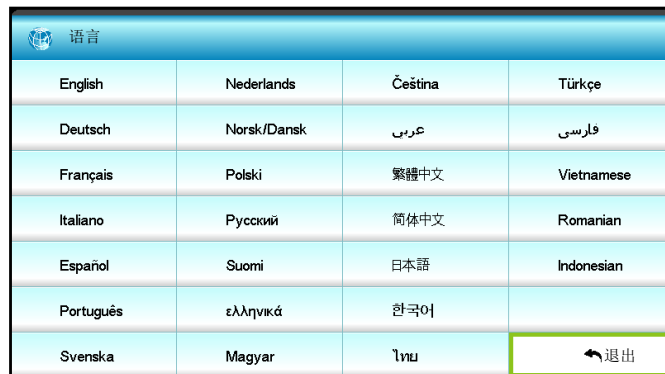 语言
English Nederlands Čeština Türkçe
Deutsch Norsk/Dansk عربي فارسی
Français Polski 繁體中文 Vietnamese
Italiano Русский 简体中文 Romanian
Español Suomi 日本語 Indonesian
Português ελληνικά 한국어
Svenska Magyar ไทย 退出